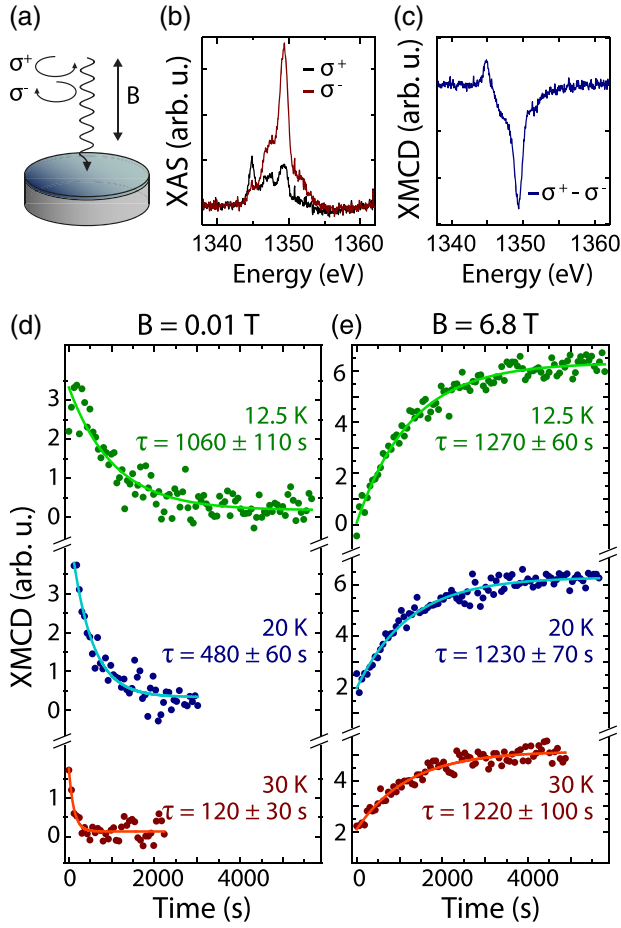 (a)
σ+
σ-
B
(b)
XAS (arb. u.)
σ+
σ-
1340 1350 1360
Energy (eV)
(c)
XMCD (arb. u.)
σ+ - σ-
1340 1350 1360
Energy (eV)
(d)
B = 0.01 T
XMCD (arb. u.)
3
2
1
0
12.5 K
τ = 1060 ± 110 s
3
2
1
0
20 K
τ = 480 ± 60 s
1
0
30 K
τ = 120 ± 30 s
0 2000 4000
Time (s)
(e)
B = 6.8 T
6
4
2
0
12.5 K
τ = 1270 ± 60 s
6
4
2
20 K
τ = 1230 ± 70 s
4
2
30 K
τ = 1220 ± 100 s
0 2000 4000
Time (s)